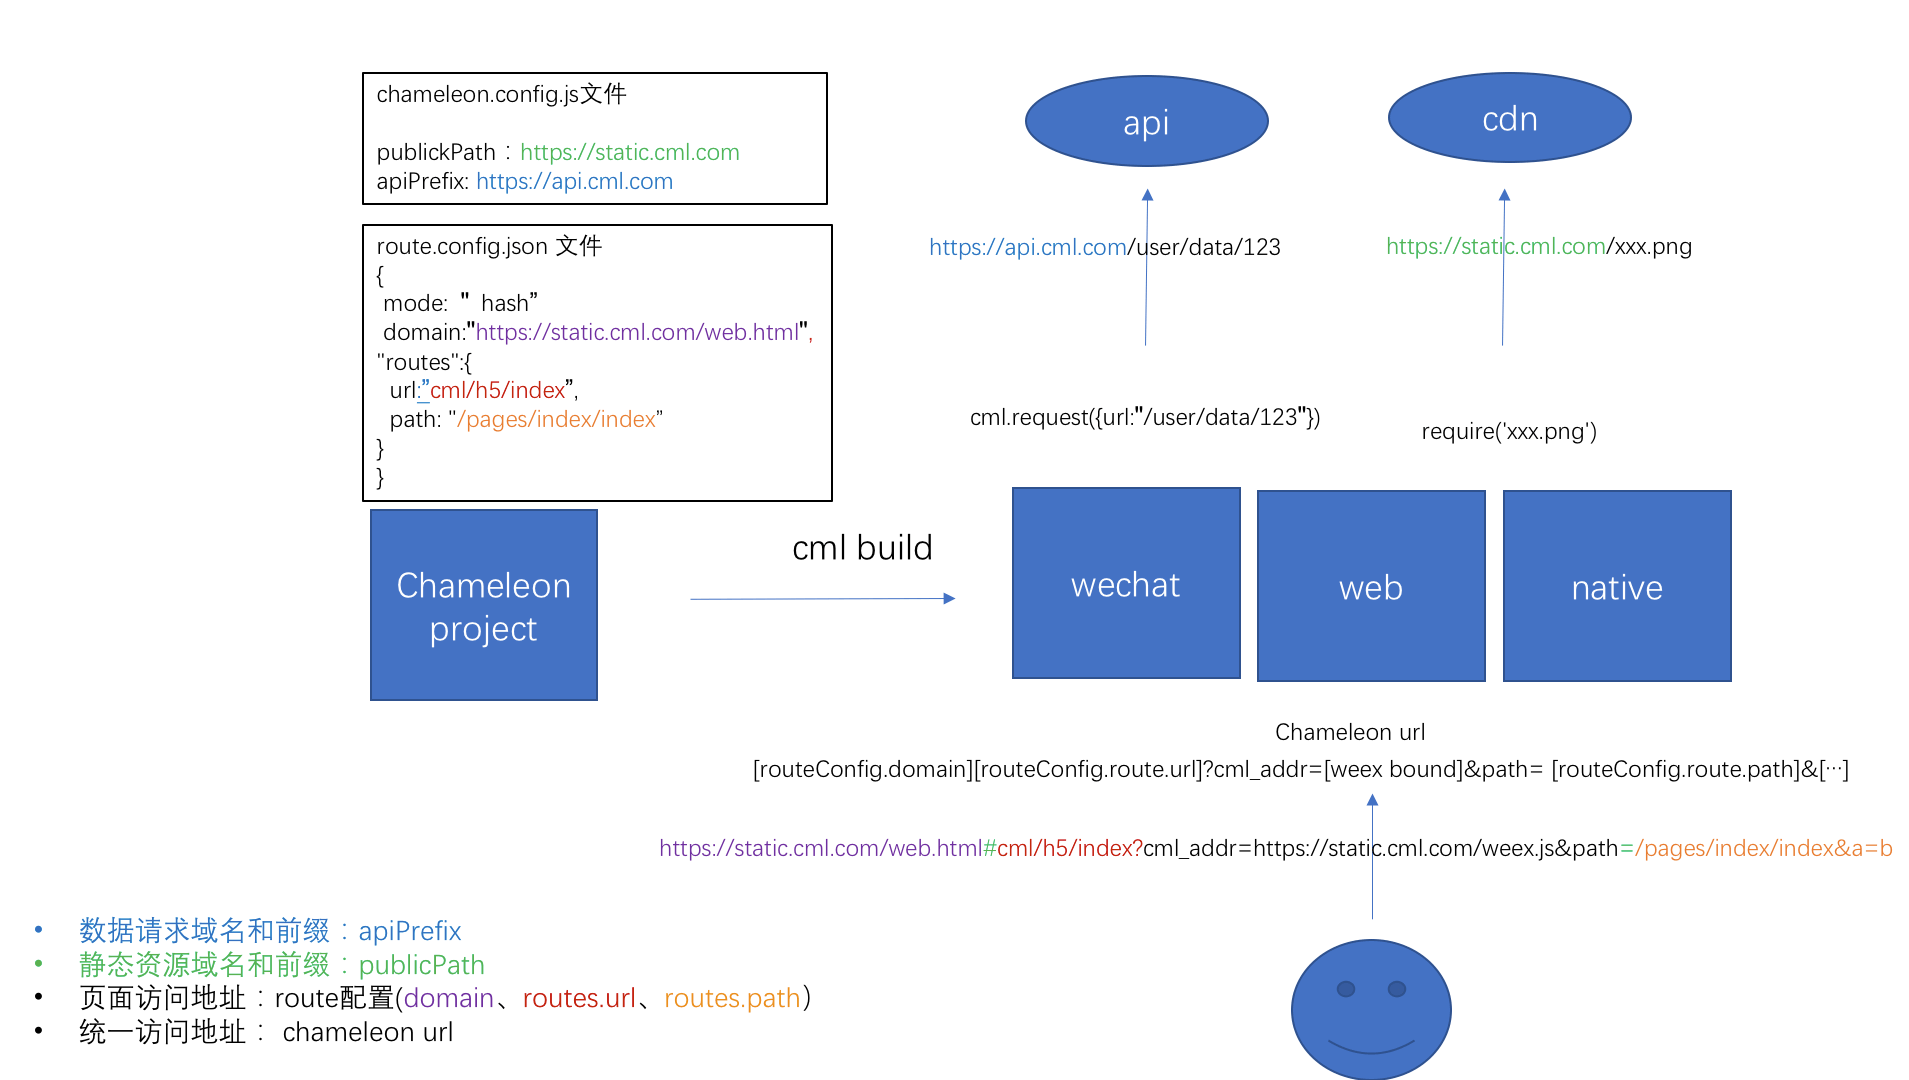 chameleon.config.js文件
publickPath：https://static.cml.com
apiPrefix: https://api.cml.com
route.config.json 文件
{
mode: " hash”
domain:"https://static.cml.com/web.html",
"routes":{
url:”cml/h5/index”,
path: "/pages/index/index”
}
}
api
cdn
https://api.cml.com/user/data/123
https://static.cml.com/xxx.png
cml.request({url:"/user/data/123"})
require('xxx.png')
Chameleon
project
cml build
wechat
web
native
Chameleon url
[routeConfig.domain][routeConfig.route.url]?cml_addr=[weex bound]&path= [routeConfig.route.path]&[…]
https://static.cml.com/web.html#cml/h5/index?cml_addr=https://static.cml.com/weex.js&path=/pages/index/index&a=b
• 数据请求域名和前缀：apiPrefix
• 静态资源域名和前缀：publicPath
• 页面访问地址：route配置(domain、routes.url、routes.path）
• 统一访问地址： chameleon url